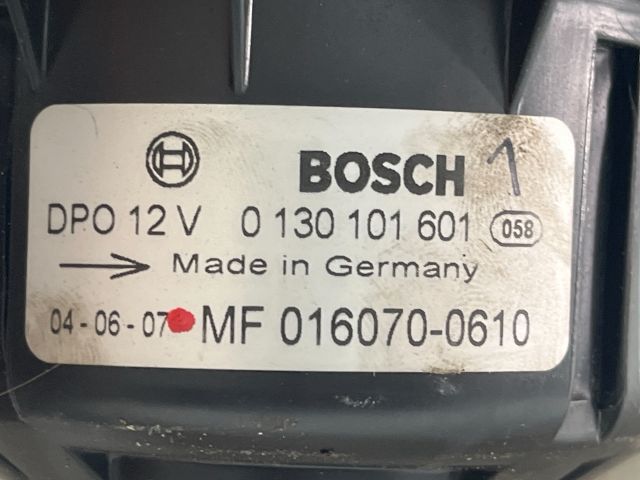 BOSCH 1
DPO 12 V 0 130 101 601 058
Made in Germany
04-06-07 MF 016070-0610